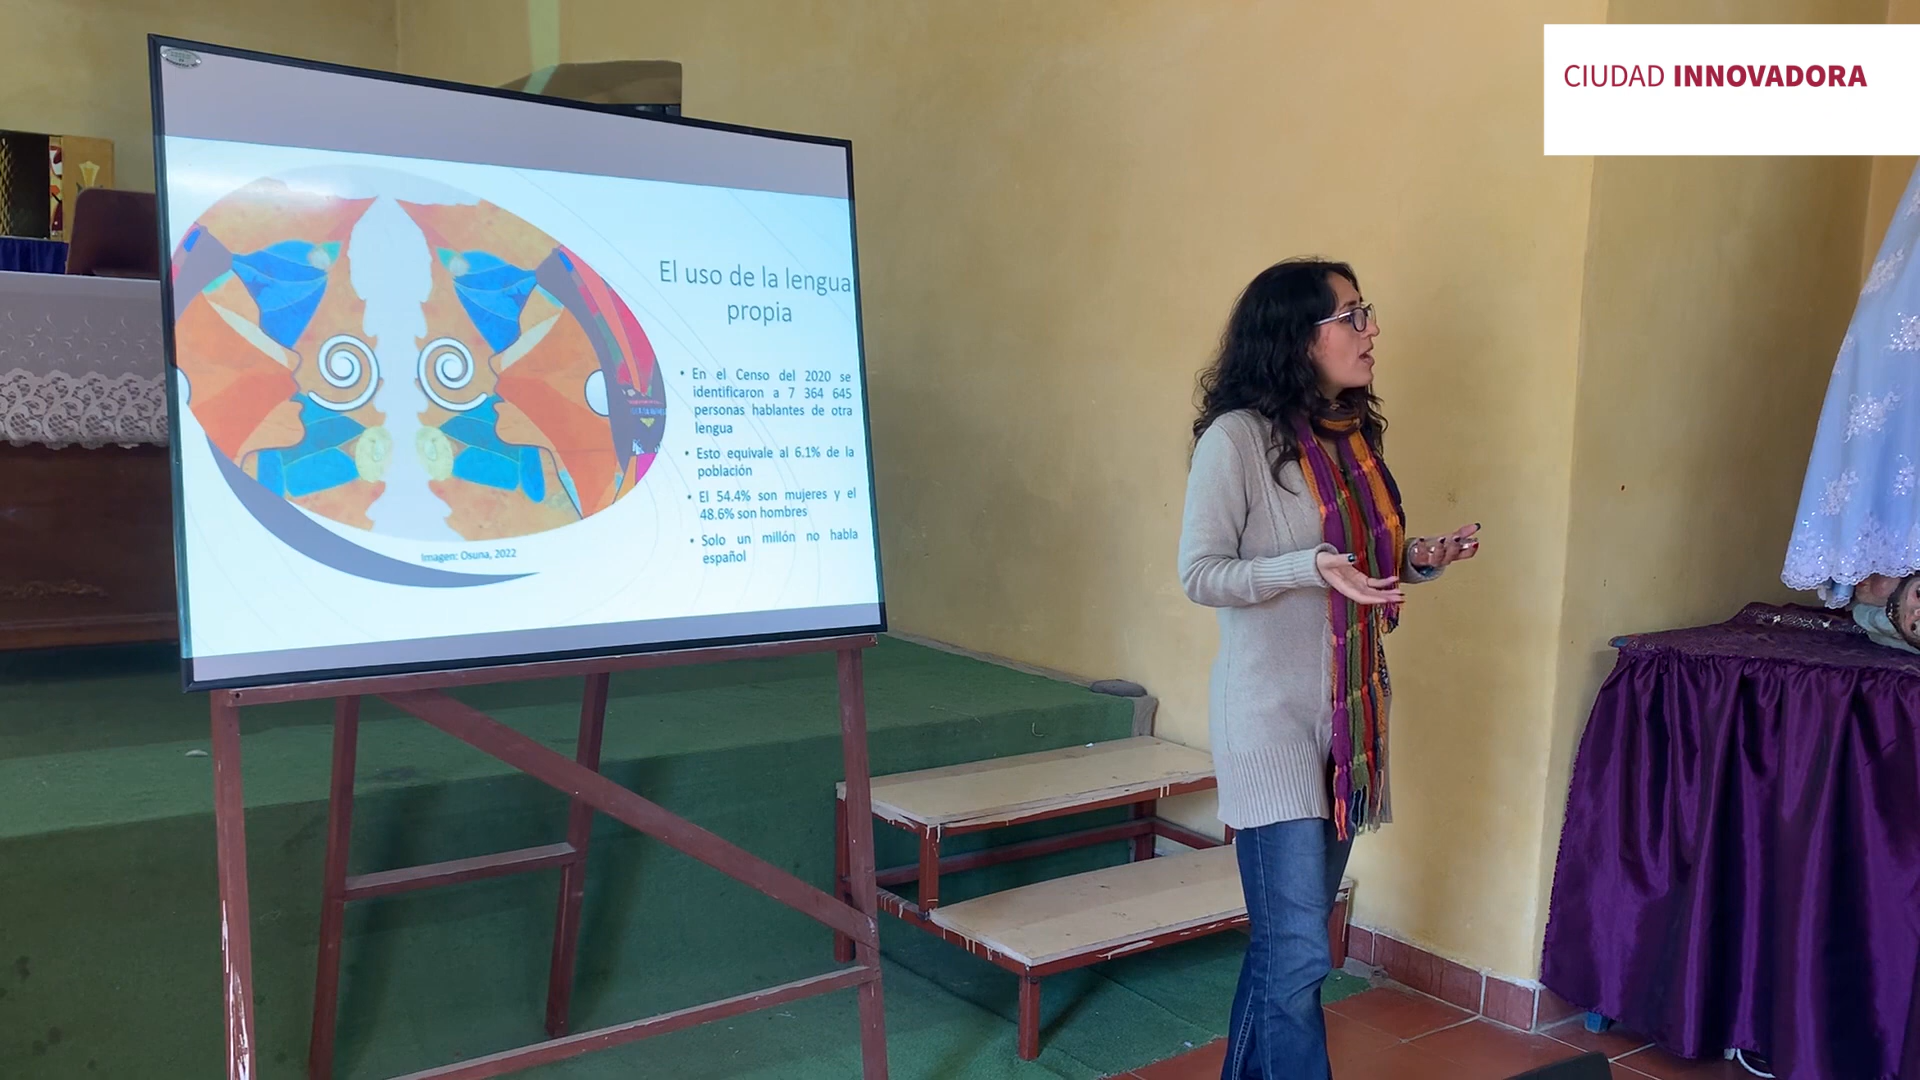 CIUDAD INNOVADORA
El uso de la lengua
propia
• En el Censo del 2020 se
identificaron a 7 364 645
personas hablantes de otra
lengua
• Esto equivale al 6.1% de la
población
• El 54.4% son mujeres y el
48.6% son hombres
• Solo un millón no habla
español
Imagen: Osuna, 2022